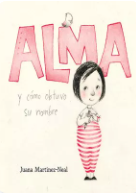 ALMA
y cómo obtuvo
su nombre
Juana Martinez-Neal